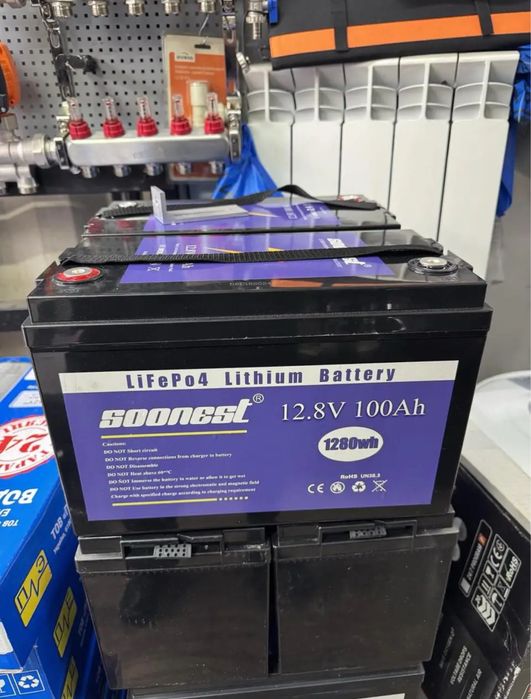 LiFePo4 Lithium Battery
soonest®
12.8V 100Ah
1280wh
Cautions:
DO NOT Short circuit
DO NOT Reverse connections from charger to battery
DO NOT Disassemble
DO NOT Heat above 60°C
DO NOT Immerse the battery in water or allow it to get wet
DO NOT Use battery in the strong electrostatic and magnetic field
Charge with specified charge according to charging requirement
RoHS UN38.3
CE
24